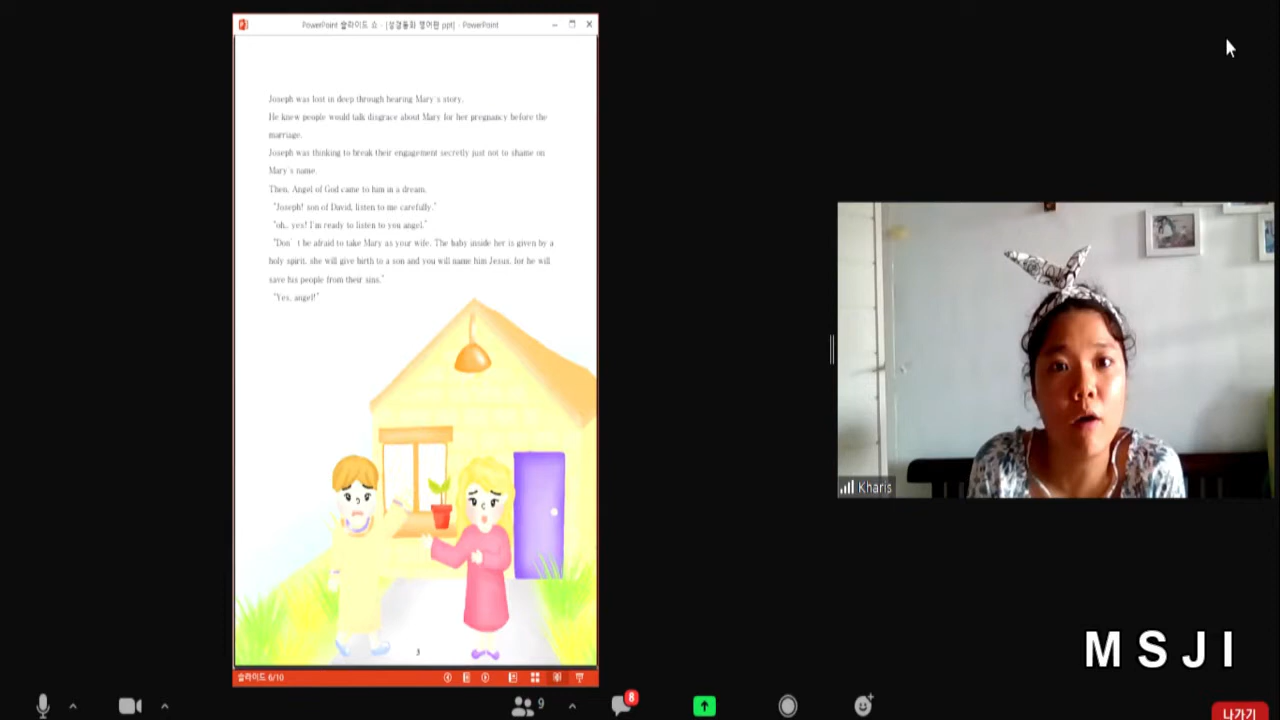 PowerPoint 슬라이드 쇼 - [성경동화 영어판 ppt] - PowerPoint
Joseph was lost in deep through hearing Mary's story.
He knew people would talk disgrace about Mary for her pregnancy before the
marriage.
Joseph was thinking to break their engagement secretly just not to shame on
Mary's name.
Then, Angel of God came to him in a dream.
"Joseph! son of David, listen to me carefully."
"oh.. yes! I'm ready to listen to you angel."
"Don't be afraid to take Mary as your wife. The baby inside her is given by a
holy spirit. she will give birth to a son and you will name him Jesus, for he will
save his people from their sins."
"Yes, angel!"
3
슬라이드 6/10
Kharis
M S J I
9
8
나가기